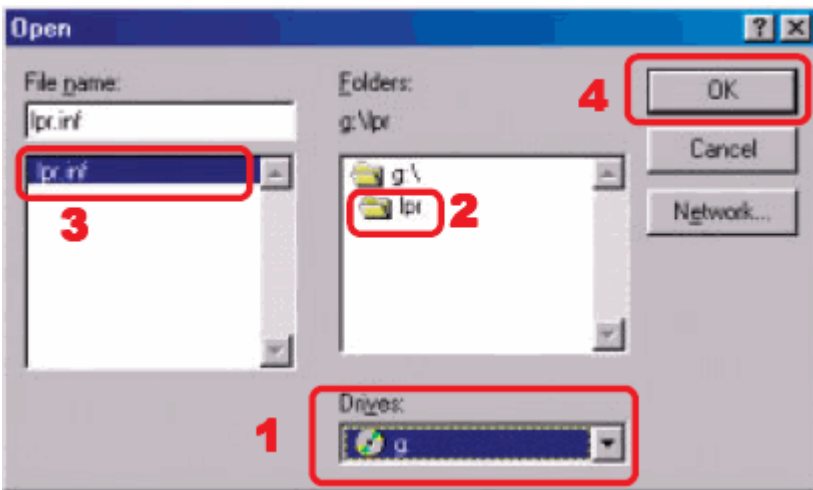 Open
File name:
lpr.inf
lpr.inf
3
Folders:
g:\lpr
g:\
lpr
2
Drives:
1
g:
4
OK
Cancel
Network...